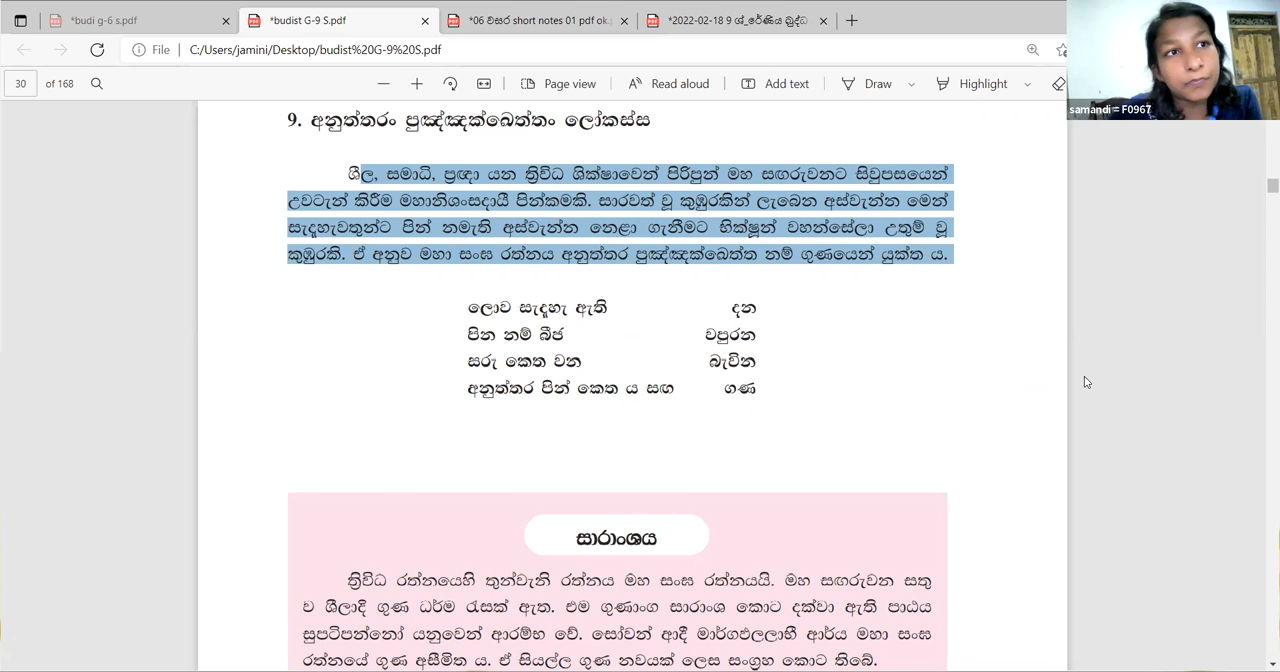 *budi g-6 s.pdf
*budist G-9 S.pdf
*06 විසර් short notes 01 pdf ok.p
*2022-02-18 9 ශ්_රේණිය බුද්ධ
File
C:/Users/jamini/Desktop/budist%20G-9%20S.pdf
30 of 168
Page view
Read aloud
Add text
Draw
Highlight
samandi = F0967
9. අනුත්තරං පුඤ්ඤක්ඛෙත්තං ලෝකස්ස
ශීල, සමාධි, ප්‍රඥා යන ත්‍රිවිධ ශික්ෂාවෙන් පිරිපුන් මහ සඟරුවනට සිවුපසයෙන්
උවටැන් කිරීම මහානිශංසදායී පින්කමකි. සාරවත් වූ කුඹුරකින් ලැබෙන අස්වැන්න මෙන්
සැදැහැවතුන්ට පින් නමැති අස්වැන්න නෙළා ගැනීමට භික්ෂූන් වහන්සේලා උතුම් වූ
කුඹුරකි. ඒ අනුව මහා සංඝ රත්නය අනුත්තර පුඤ්ඤක්ඛෙත්ත නම් ගුණයෙන් යුක්ත ය.
ලොව සැදැහැ ඇති දන
පින නම් බීජ වපුරන
සරු කෙත වන බැවින
අනුත්තර පින් කෙත ය සඟ ගණ
සාරාංශය
ත්‍රිවිධ රත්නයෙහි තුන්වැනි රත්නය මහ සංඝ රත්නයයි. මහ සඟරුවන සතු
ව ශීලාදි ගුණ ධර්ම රැසක් ඇත. එම ගුණාංග සාරාංශ කොට දක්වා ඇති පාඨය
සුපටිපන්නෝ යනුවෙන් ආරම්භ වේ. සෝවන් ආදී මාර්ගඵලලාභී ආර්ය මහා සංඝ
රත්නයේ ගුණ අසීමිත ය. ඒ සියල්ල ගුණ නවයක් ලෙස සංග්‍රහ කොට තිබේ.